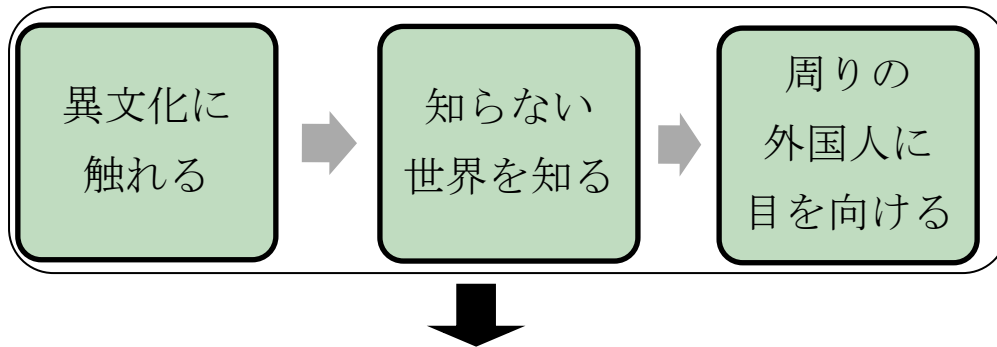 異文化に
触れる
知らない
世界を知る
周りの
外国人に
目を向ける